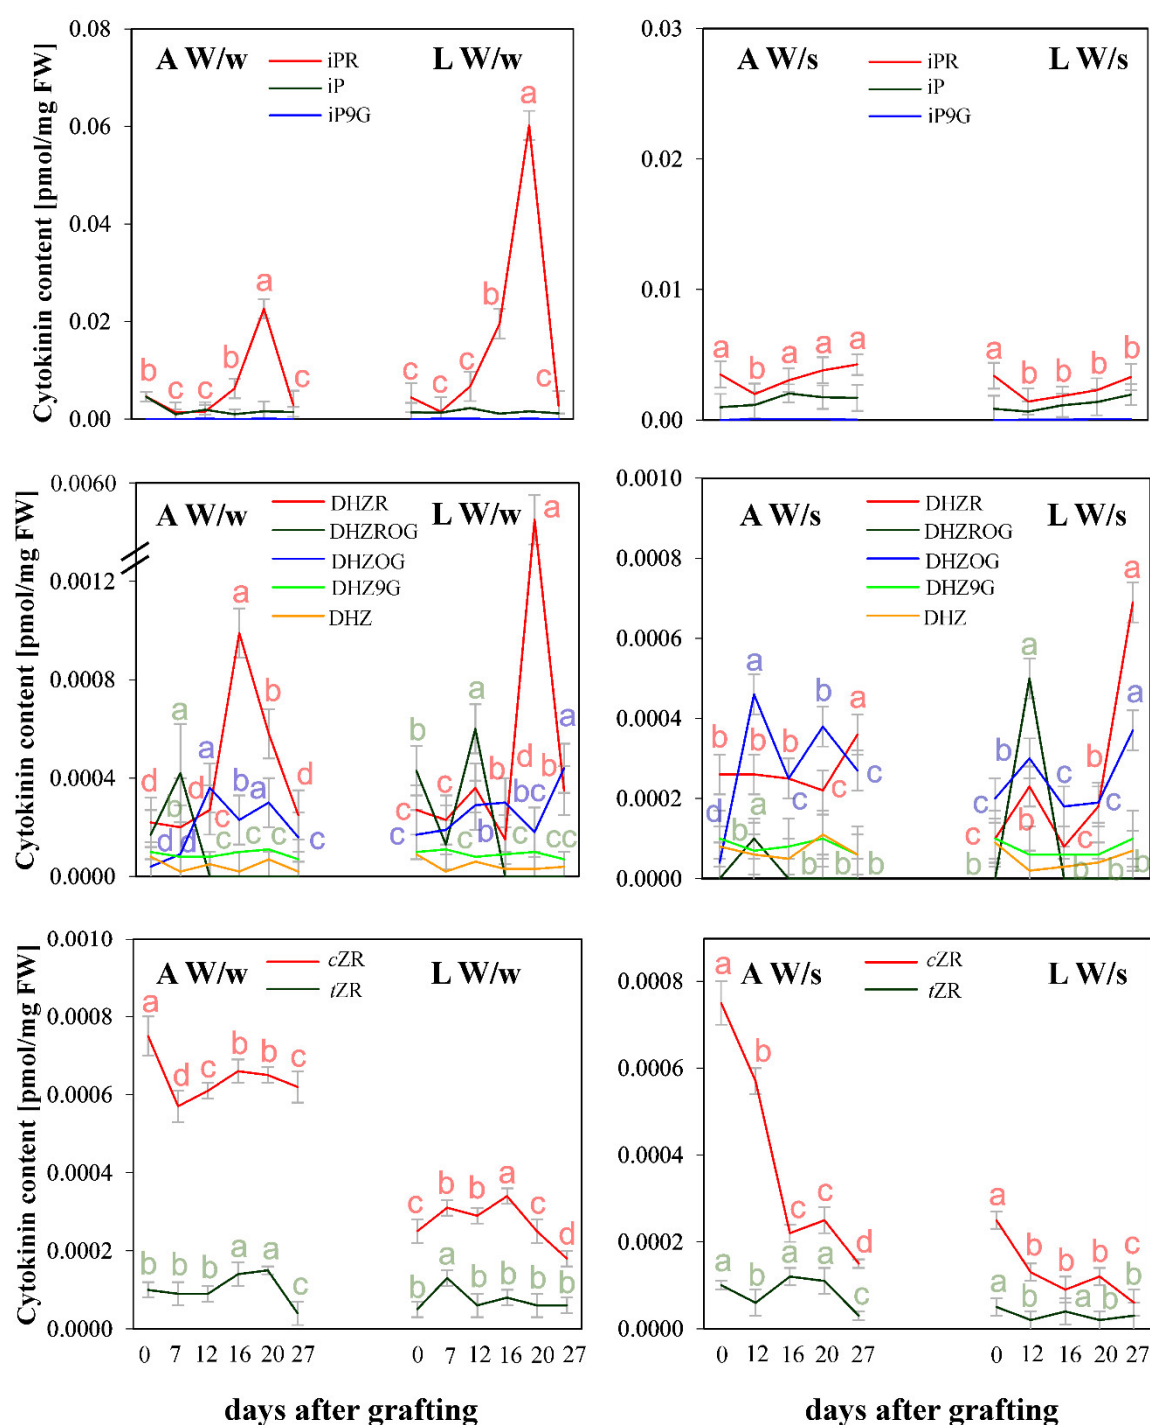 Cytokinin content [pmol/mg FW]
0.08
0.06
0.04
0.02
0.00
A W/w
L W/w
iPR
iP
iP9G
b c c b a c
c c c b a c
0.03
0.02
0.01
0.00
A W/s
L W/s
iPR
iP
iP9G
a b a a a
a b b b b
Cytokinin content [pmol/mg FW]
0.0060
0.0012
0.0008
0.0004
0.0000
A W/w
L W/w
DHZR
DHZROG
DHZOG
DHZ9G
DHZ
d d d a b d
b a c c c c
d d a b a c
c c b b a d b
b c a c c c
c b bc a
0.0010
0.0008
0.0006
0.0004
0.0002
0.0000
A W/s
L W/s
DHZR
DHZROG
DHZOG
DHZ9G
DHZ
b b b c a
b a b b b
d a c b c
c b c b a
b a b b b
b b c c a
Cytokinin content [pmol/mg FW]
0.0010
0.0008
0.0006
0.0004
0.0002
0.0000
A W/w
L W/w
cZR
tZR
a d c b b c
b b b a a c
c b b a c d
b a b b b b
0 7 12 16 20 27
0 7 12 16 20 27
days after grafting
0.0008
0.0006
0.0004
0.0002
0.0000
A W/s
L W/s
cZR
tZR
a b c c d
a b a a c
a b b b c
a b a b b
0 12 16 20 27
0 12 16 20 27
days after grafting